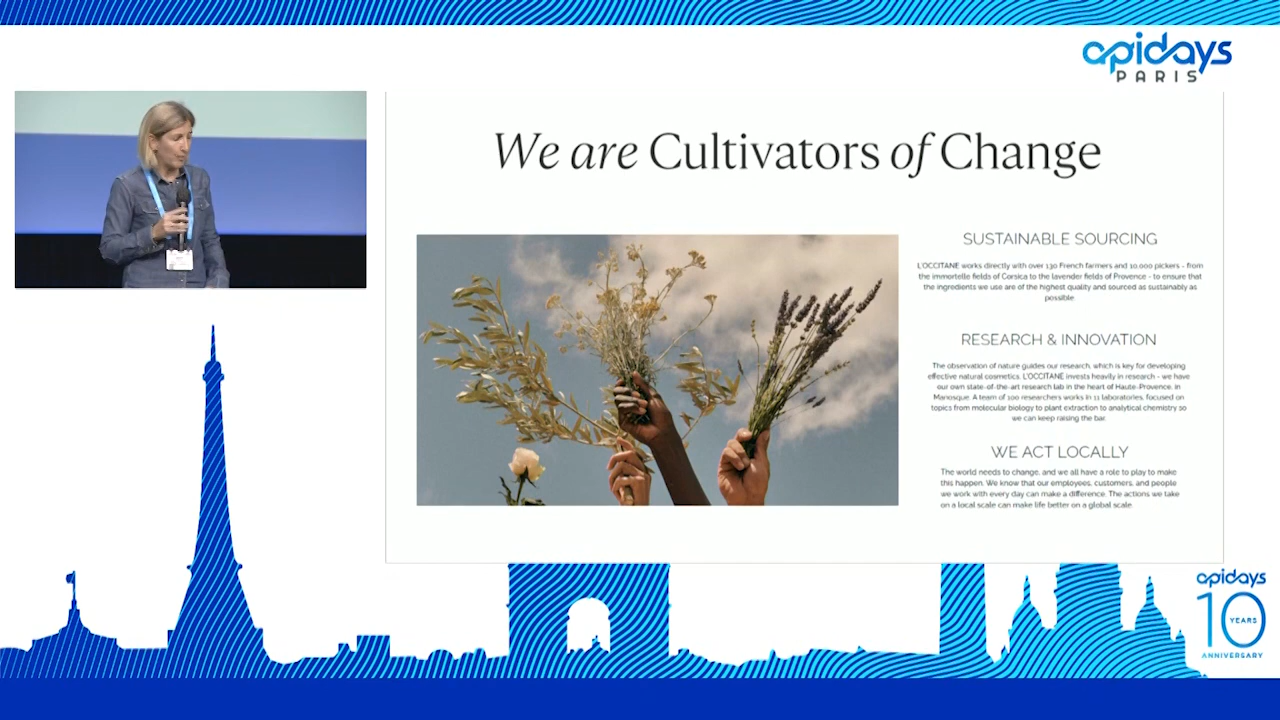 apidays
PARIS
We are Cultivators of Change
SUSTAINABLE SOURCING
L'OCCITANE works directly with over 130 French farmers and 10,000 pickers - from
the immortelle fields of Corsica to the lavender fields of Provence - to ensure that
the ingredients we use are of the highest quality and sourced as sustainably as
possible.
RESEARCH & INNOVATION
The observation of nature guides our research, which is key for developing
effective natural cosmetics. L'OCCITANE invests heavily in research - we have
our own state-of-the-art research lab in the heart of Haute-Provence, in
Manosque. A team of 100 researchers works in 11 laboratories, focused on
topics from molecular biology to plant extraction to analytical chemistry so
we can keep raising the bar.
WE ACT LOCALLY
The world needs to change, and we all have a role to play to make
this happen. We know that our employees, customers, and people
we work with every day can make a difference. The actions we take
on a local scale can make life better on a global scale
apidays
10
YEARS
ANNIVERSARY